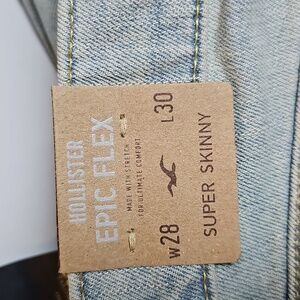 HOLLISTER
EPIC FLEX
MADE WITH STRETCH
FOR ULTIMATE COMFORT
W28 L30
SUPER SKINNY